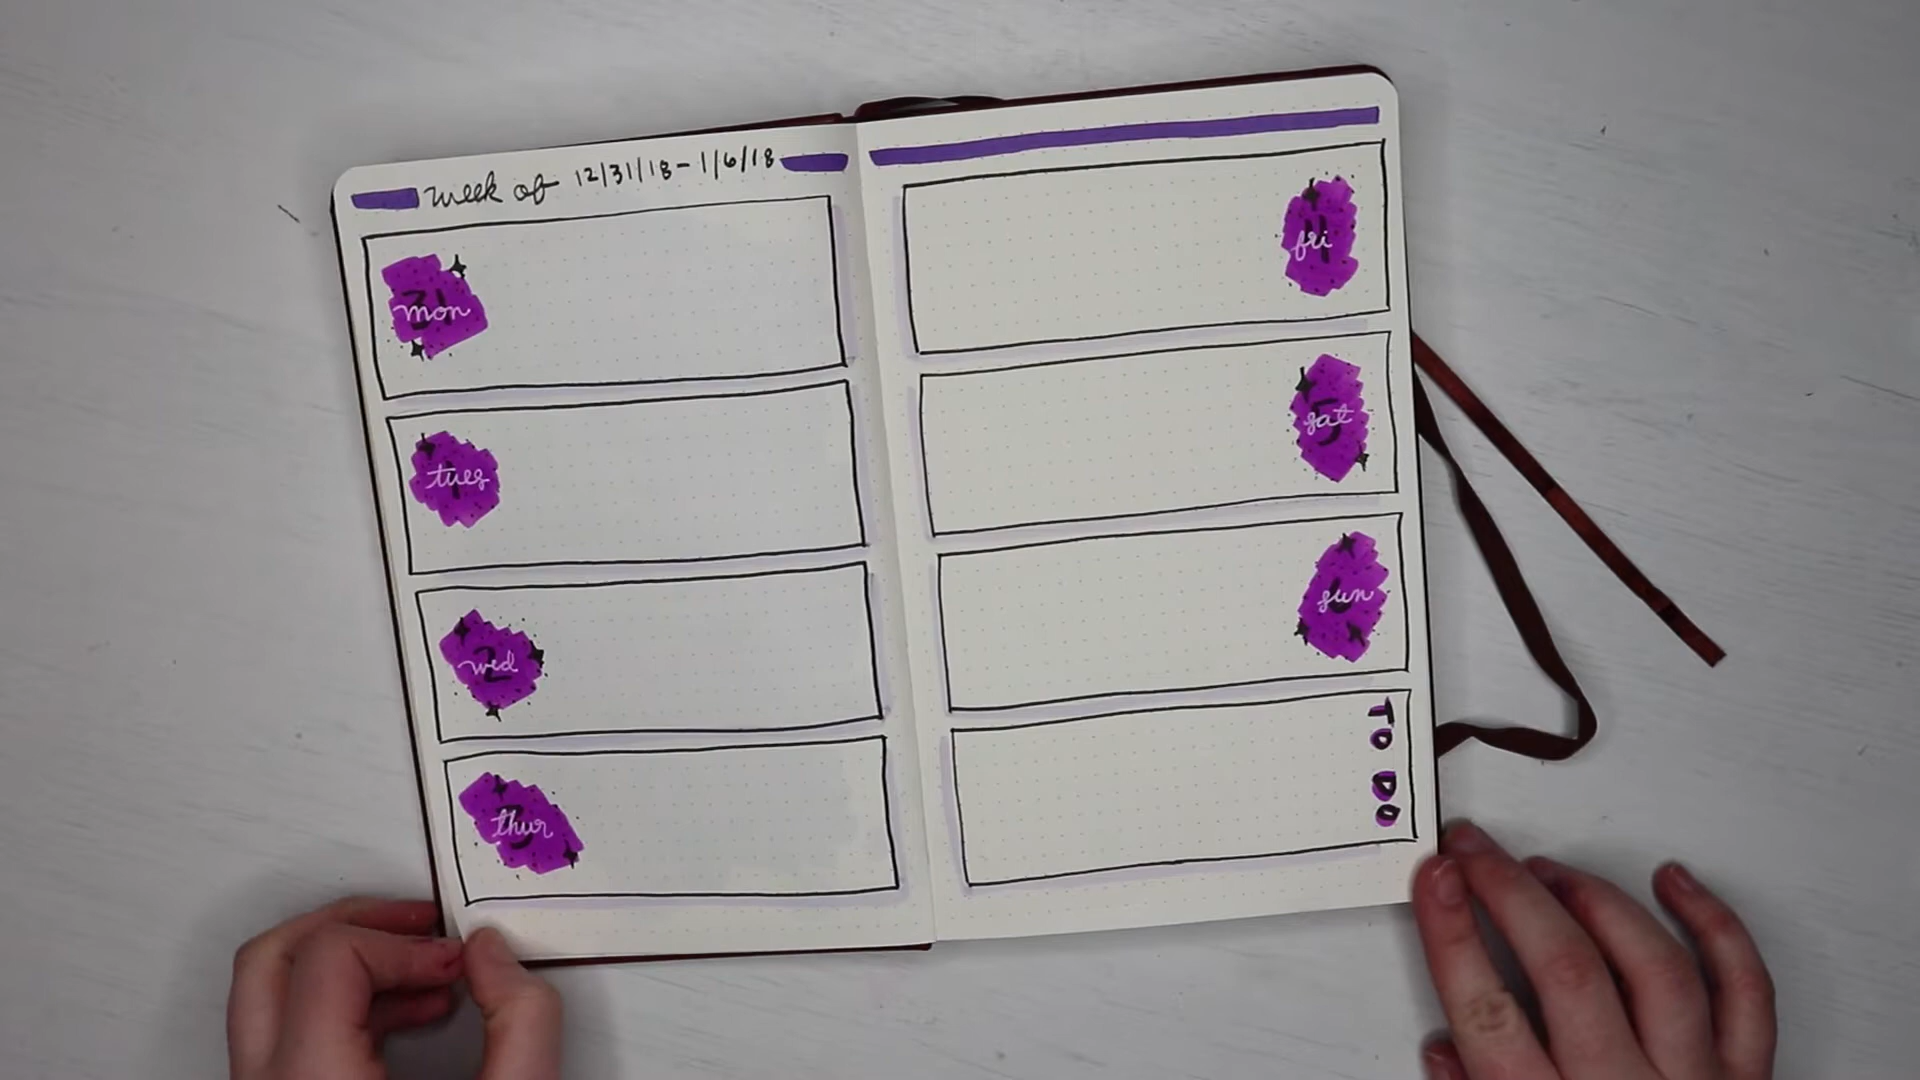 week of 12/31/18 - 1/6/18
31
mon
1
tues
2
wed
3
thur
4
fri
5
sat
6
sun
TO DO